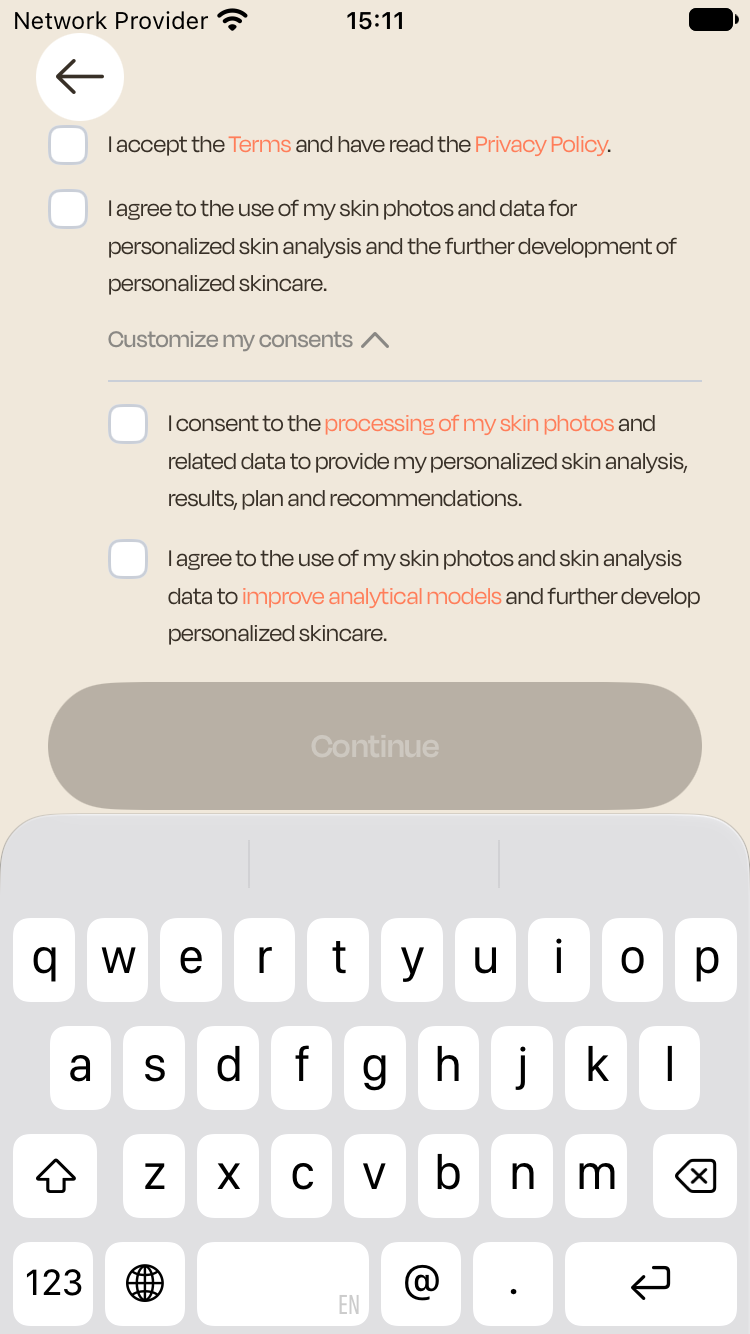 Network Provider 15:11
I accept the Terms and have read the Privacy Policy.
I agree to the use of my skin photos and data for
personalized skin analysis and the further development of
personalized skincare.
Customize my consents
I consent to the processing of my skin photos and
related data to provide my personalized skin analysis,
results, plan and recommendations.
I agree to the use of my skin photos and skin analysis
data to improve analytical models and further develop
personalized skincare.
Continue
q w e r t y u i o p
a s d f g h j k l
z x c v b n m
123 EN @ .